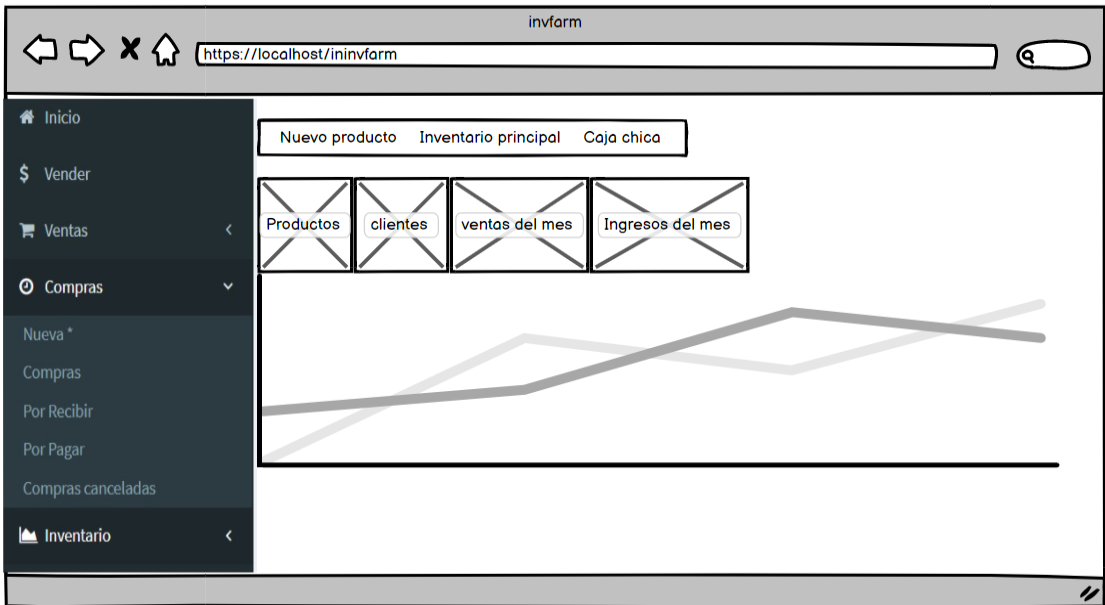 invfarm
https://localhost/ininvfarm
Inicio
$ Vender
Ventas
Compras
Nueva *
Compras
Por Recibir
Por Pagar
Compras canceladas
Inventario
Nuevo producto Inventario principal Caja chica
Productos clientes ventas del mes Ingresos del mes